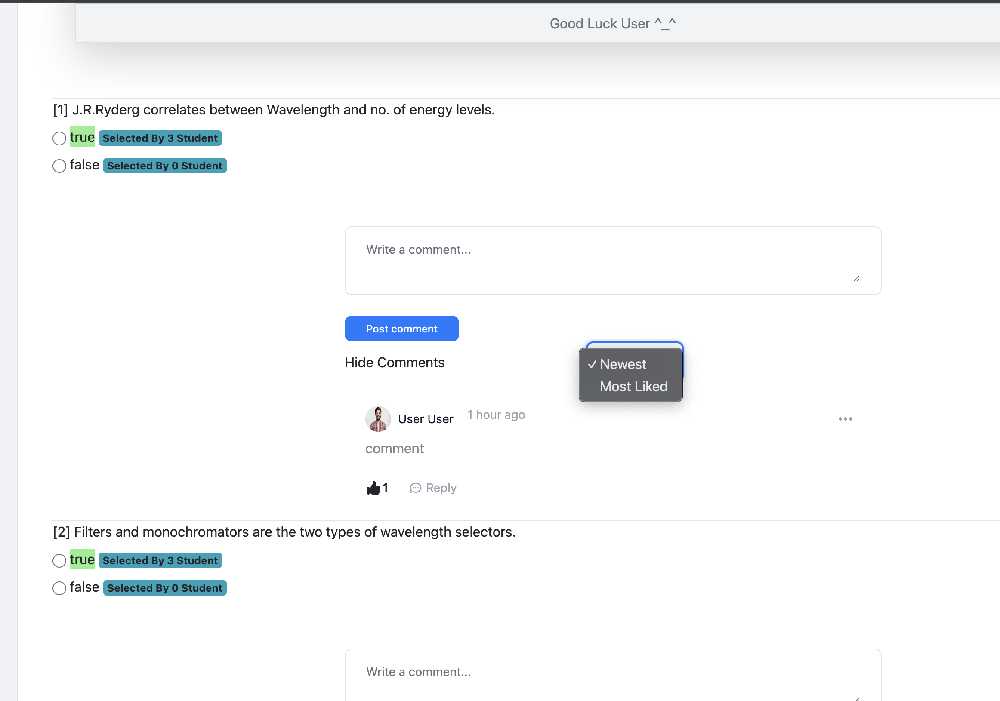 Good Luck User ^_^
[1] J.R.Ryderg correlates between Wavelength and no. of energy levels.
true Selected By 3 Student
false Selected By 0 Student
Write a comment...
Post comment
Hide Comments
✓ Newest
Most Liked
User User 1 hour ago
comment
1 Reply
[2] Filters and monochromators are the two types of wavelength selectors.
true Selected By 3 Student
false Selected By 0 Student
Write a comment...